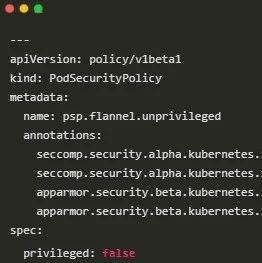 ---
apiVersion: policy/v1beta1
kind: PodSecurityPolicy
metadata:
  name: psp.flannel.unprivileged
  annotations:
    seccomp.security.alpha.kubernetes.
    seccomp.security.alpha.kubernetes.
    apparmor.security.beta.kubernetes.
    apparmor.security.beta.kubernetes.
spec:
  privileged: false